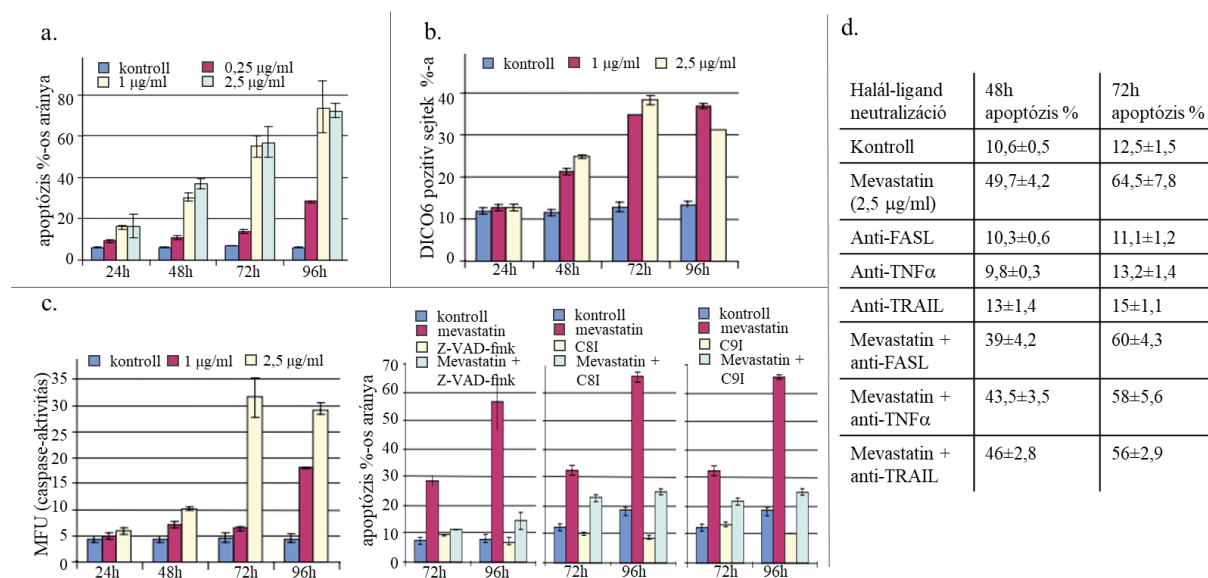 a.
kontroll 0,25 µg/ml
1 µg/ml 2,5 µg/ml
apoptózis %-os aránya
80
60
40
20
0
24h 48h 72h 96h
b.
kontroll 1 µg/ml 2,5 µg/ml
DICO6 pozitív sejtek %-a
40
30
20
10
0
24h 48h 72h 96h
c.
kontroll 1 µg/ml 2,5 µg/ml
MFU (caspase-aktivitás)
35
30
25
20
15
10
5
0
24h 48h 72h 96h
kontroll
mevastatin
Z-VAD-fink
Mevastatin +
Z-VAD-fink
kontroll
mevastatin
C8I
Mevastatin +
C8I
kontroll
mevastatin
C9I
Mevastatin +
C9I
apoptózis %-os aránya
70
60
50
40
30
20
10
0
72h 96h 72h 96h 72h 96h
d.
Halál-ligand
neutralizáció
48h
apoptózis %
72h
apoptózis %
Kontroll 10,6±0,5 12,5±1,5
Mevastatin 49,7±4,2 64,5±7,8
(2,5 µg/ml)
Anti-FASL 10,3±0,6 11,1±1,2
Anti-TNFα 9,8±0,3 13,2±1,4
Anti-TRAIL 13±1,4 15±1,1
Mevastatin + 39±4,2 60±4,3
anti-FASL
Mevastatin + 43,5±3,5 58±5,6
anti-TNFα
Mevastatin + 46±2,8 56±2,9
anti-TRAIL